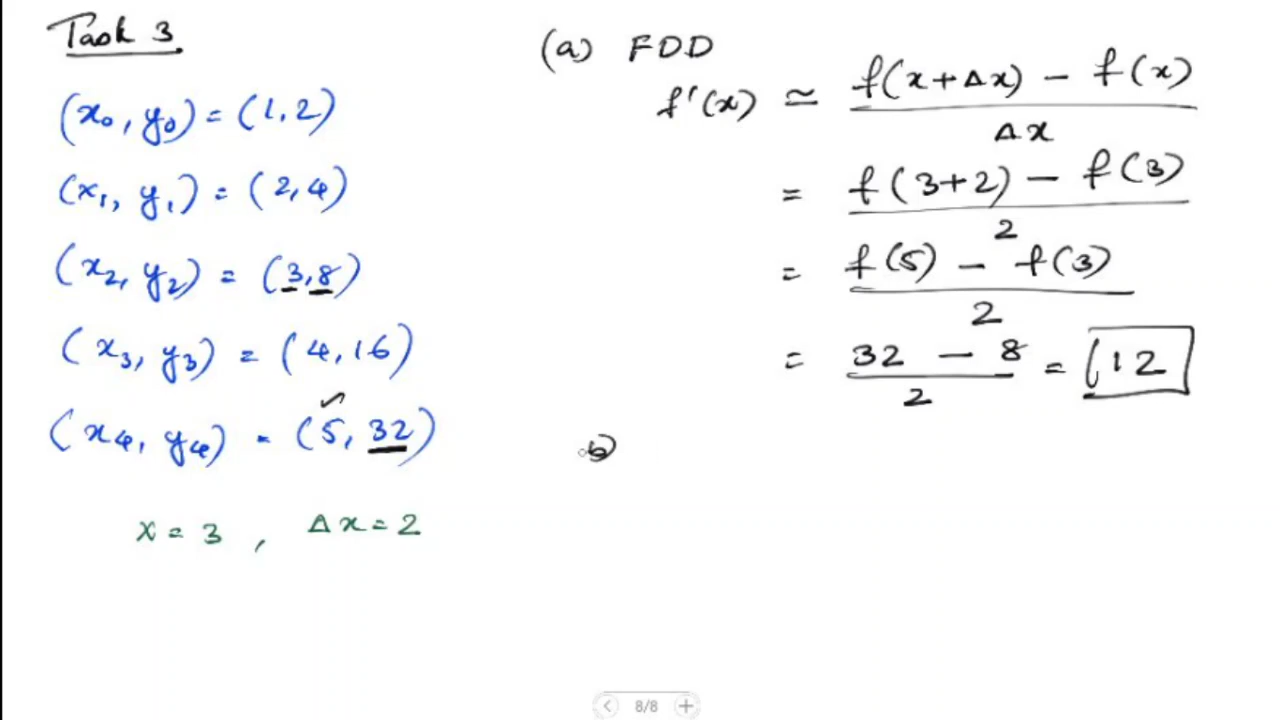 Task 3
(x₀, y₀) = (1, 2)
(x₁, y₁) = (2, 4)
(x₂, y₂) = (3, 8)
(x₃, y₃) = (4, 16)
(x₄, y₄) = (5, 32)
x = 3 , Δx = 2
(a) FDD
f'(x) ≃ f(x+Δx) − f(x) / Δx
= f(3+2) − f(3) / 2
= f(5) − f(3) / 2
= 32 − 8 / 2 = 12
b)
8/8